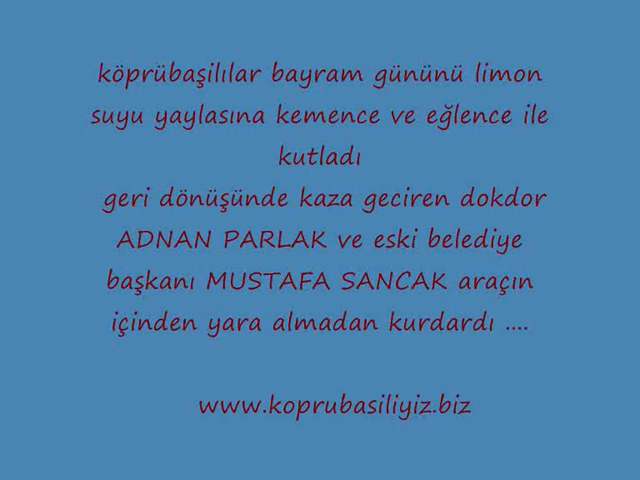 köprübaşılılar bayram gününü limon
suyu yaylasına kemence ve eğlence ile
kutladı
geri dönüşünde kaza geciren dokdor
ADNAN PARLAK ve eski belediye
başkanı MUSTAFA SANCAK araçın
içinden yara almadan kurdardı ....
www.koprubasiliyiz.biz